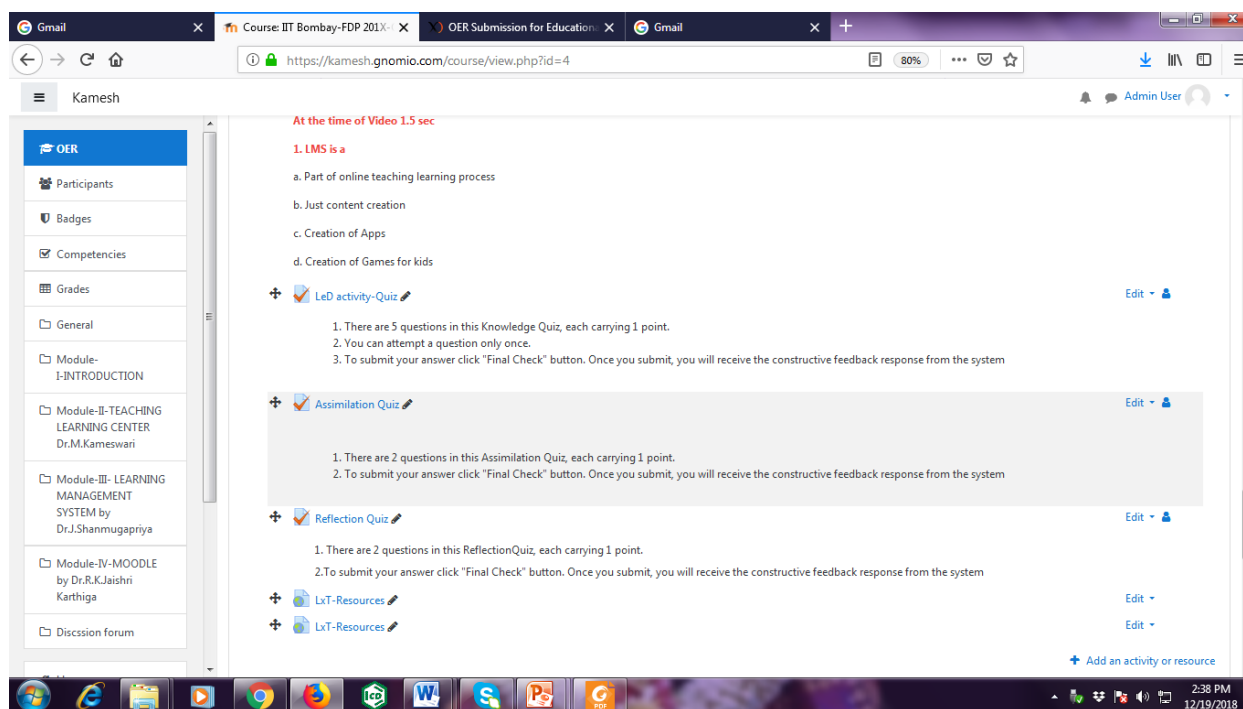 Gmail
Course: IIT Bombay-FDP 201X-
OER Submission for Educationa
Gmail
https://kamesh.gnomio.com/course/view.php?id=4
80%
Kamesh
Admin User
OER
Participants
Badges
Competencies
Grades
General
Module-
I-INTRODUCTION
Module-II-TEACHING
LEARNING CENTER
Dr.M.Kameswari
Module-III- LEARNING
MANAGEMENT
SYSTEM by
Dr.J.Shanmugapriya
Module-IV-MOODLE
by Dr.R.K.Jaishri
Karthiga
Discssion forum
At the time of Video 1.5 sec
1. LMS is a
a. Part of online teaching learning process
b. Just content creation
c. Creation of Apps
d. Creation of Games for kids
LeD activity-Quiz
Edit
1. There are 5 questions in this Knowledge Quiz, each carrying 1 point.
2. You can attempt a question only once.
3. To submit your answer click "Final Check" button. Once you submit, you will receive the constructive feedback response from the system
Assimilation Quiz
Edit
1. There are 2 questions in this Assimilation Quiz, each carrying 1 point.
2. To submit your answer click "Final Check" button. Once you submit, you will receive the constructive feedback response from the system
Reflection Quiz
Edit
1. There are 2 questions in this ReflectionQuiz, each carrying 1 point.
2.To submit your answer click "Final Check" button. Once you submit, you will receive the constructive feedback response from the system
LxT-Resources
Edit
LxT-Resources
Edit
Add an activity or resource
2:38 PM
12/19/2018